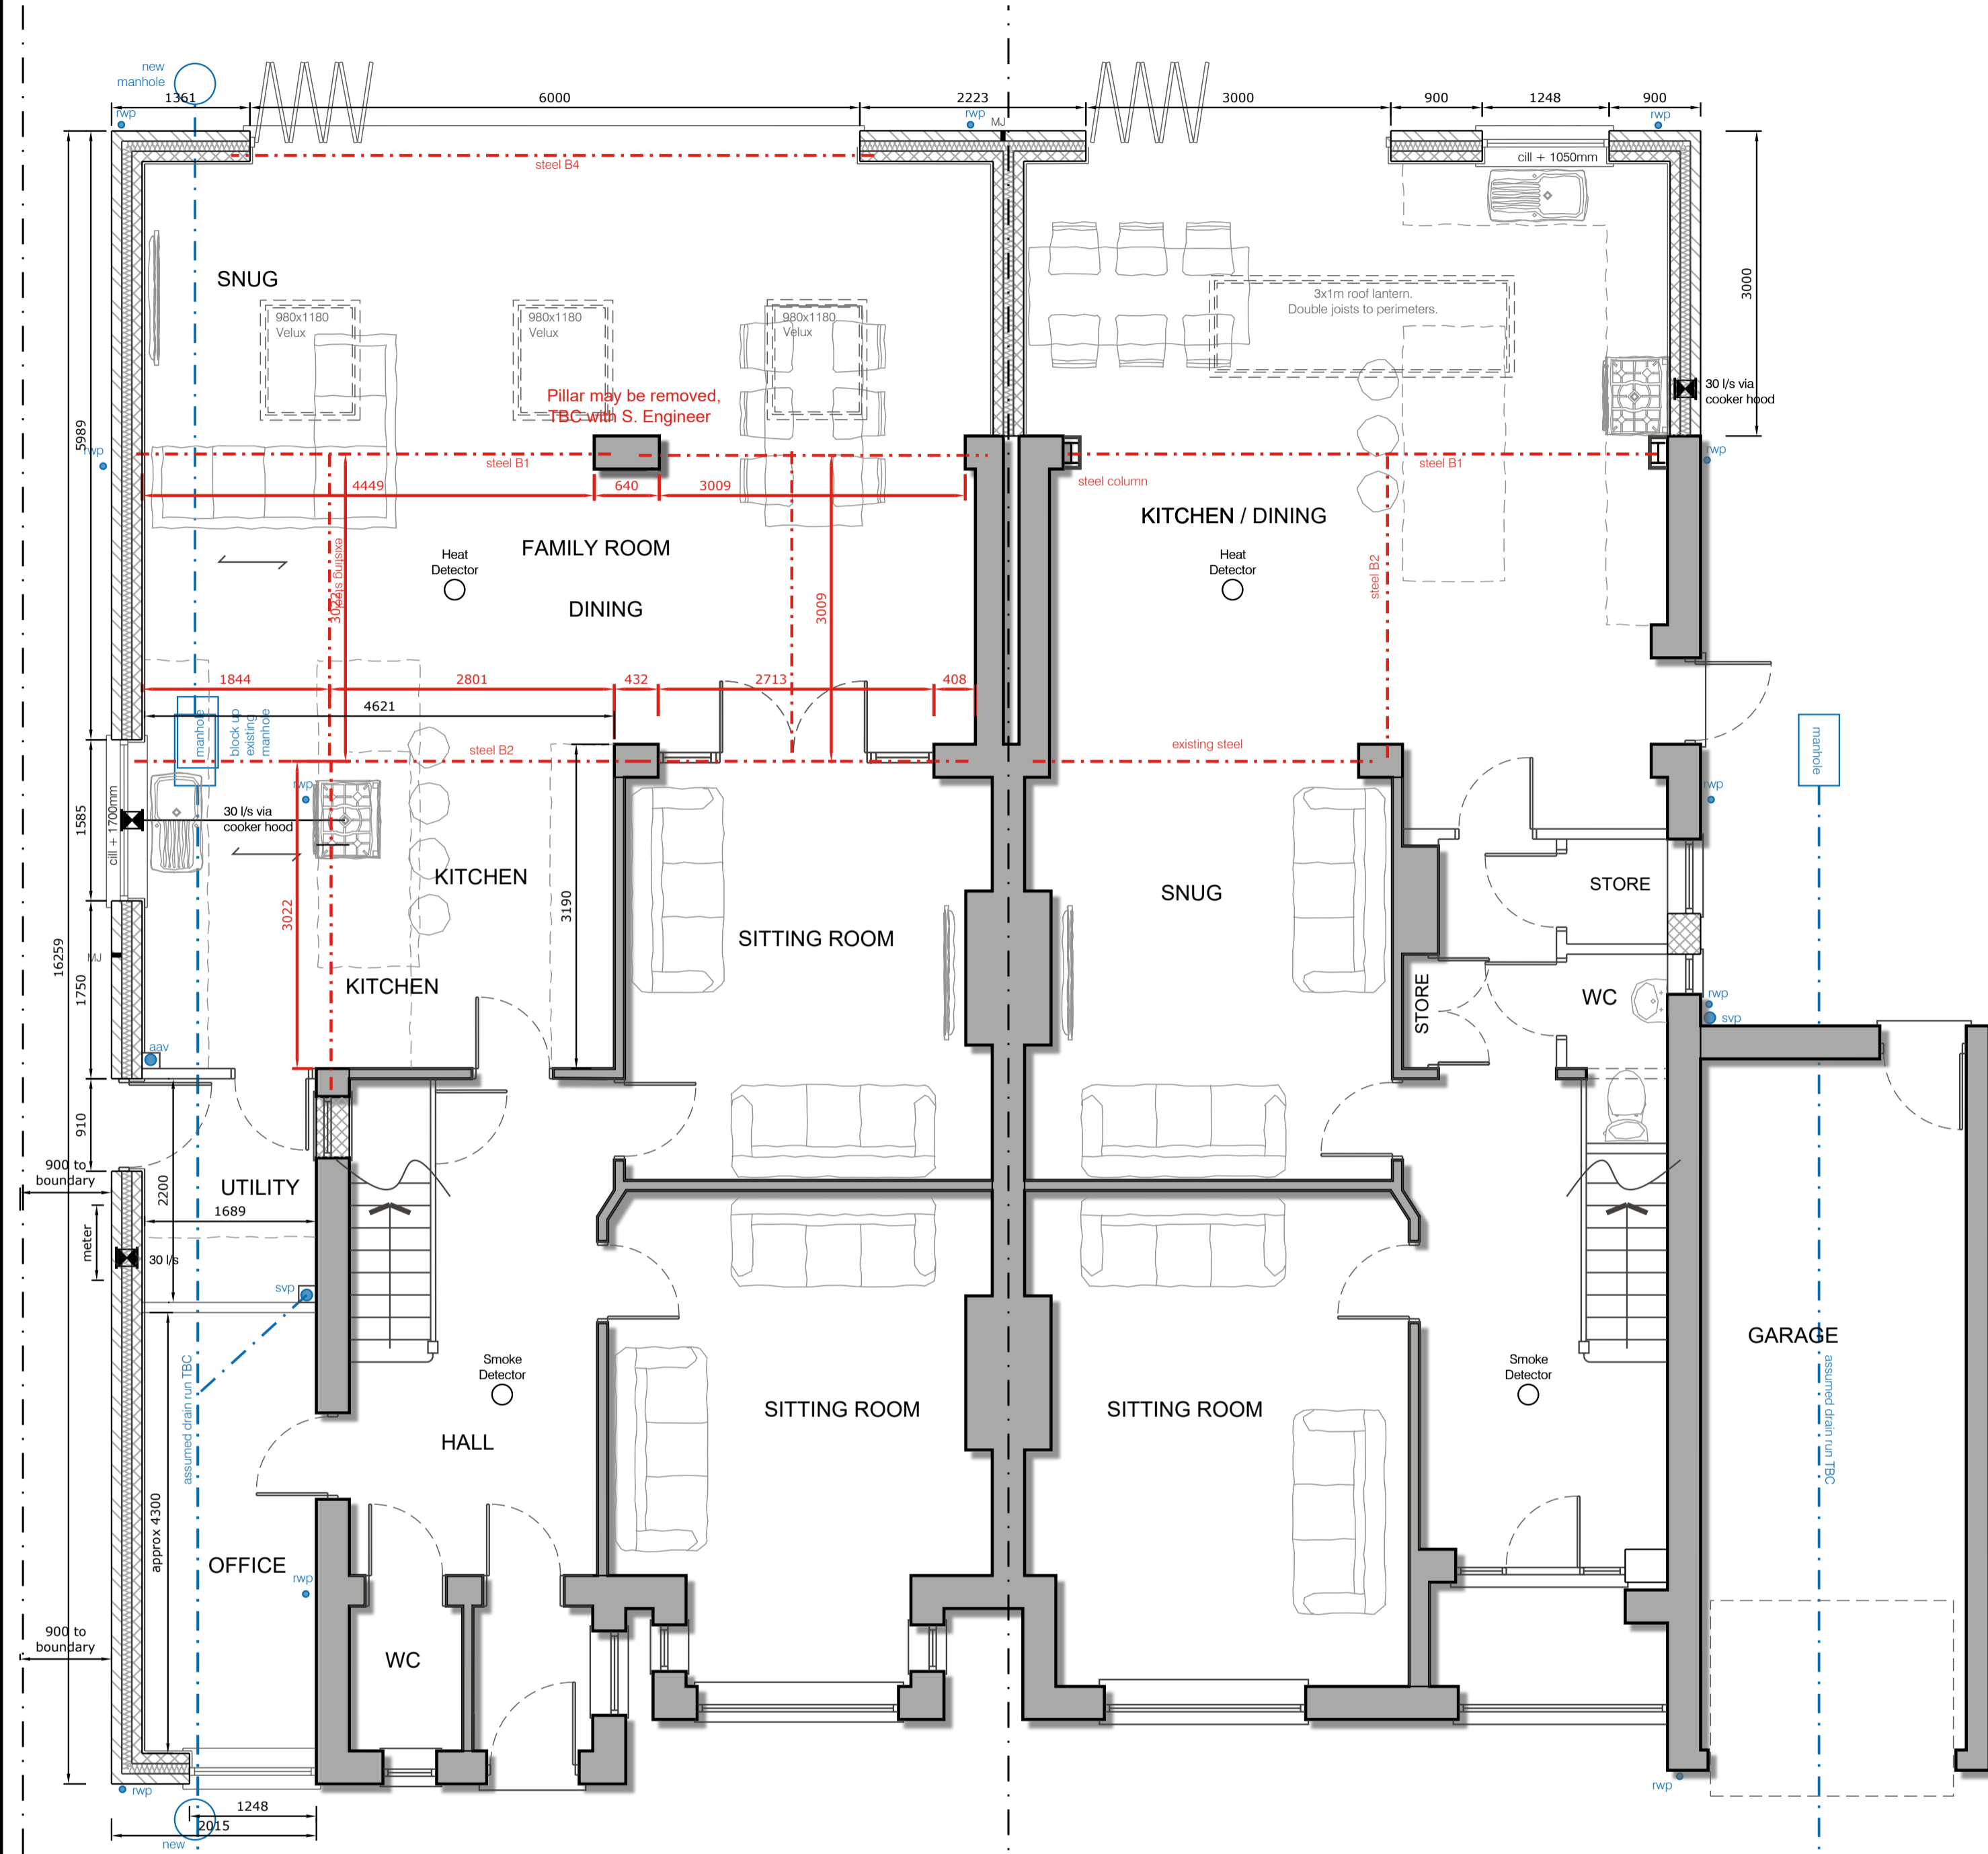 new
manhole
1361
6000
2223
3000
900
1248
900
rwp
rwp
MJ
rwp
steel B4
cill + 1050mm
SNUG
3000
980x1180
Velux
980x1180
Velux
980x1180
Velux
3x1m roof lantern.
Double joists to perimeters.
Pillar may be removed,
TBC with S. Engineer
30 l/s via
cooker hood
5989
rwp
steel B1
steel B1
rwp
4449
640
3009
steel column
KITCHEN / DINING
existing steel
3022
FAMILY ROOM
Heat
Detector
Heat
Detector
steel B2
DINING
3009
1844
2801
432
2713
408
4621
manhole
block up
existing
manhole
steel B2
existing steel
manhole
rwp
rwp
1585
cill + 1700mm
30 l/s via
cooker hood
KITCHEN
3190
3022
SNUG
STORE
SITTING ROOM
16259
MJ
1750
KITCHEN
STORE
WC
rwp
svp
aav
910
900 to
boundary
2200
UTILITY
1689
meter
30 l/s
svp
GARAGE
assumed drain run TBC
Smoke
Detector
Smoke
Detector
assumed drain run TBC
SITTING ROOM
SITTING ROOM
HALL
approx 4300
OFFICE
rwp
900 to
boundary
WC
rwp
rwp
1248
2015
new